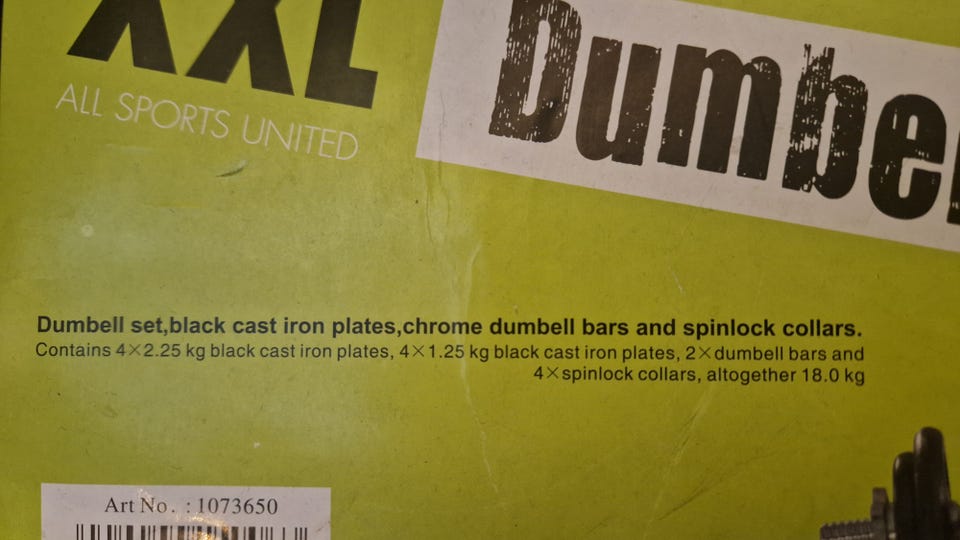 XXL
ALL SPORTS UNITED
Dumbe
Dumbell set,black cast iron plates,chrome dumbell bars and spinlock collars.
Contains 4×2.25 kg black cast iron plates, 4×1.25 kg black cast iron plates, 2×dumbell bars and
4×spinlock collars, altogether 18.0 kg
Art No. : 1073650